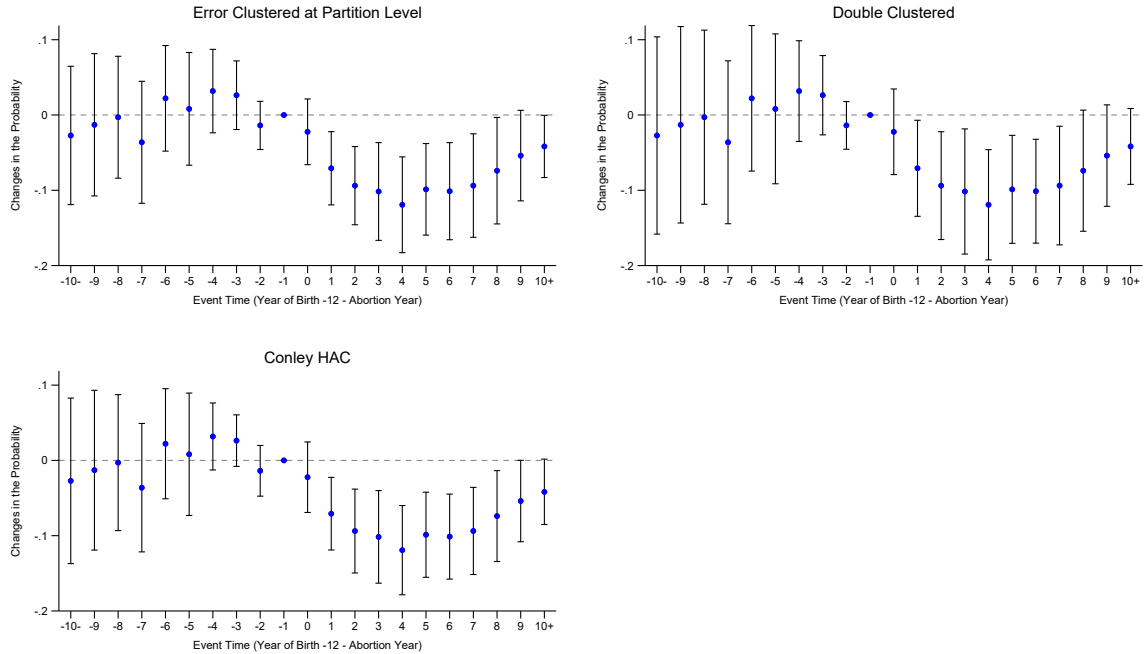 Error Clustered at Partition Level
Changes in the Probability
.1
0
-.1
-.2
-10- -9 -8 -7 -6 -5 -4 -3 -2 -1 0 1 2 3 4 5 6 7 8 9 10+
Event Time (Year of Birth -12 - Abortion Year)
Double Clustered
Changes in the Probability
.1
0
-.1
-.2
-10- -9 -8 -7 -6 -5 -4 -3 -2 -1 0 1 2 3 4 5 6 7 8 9 10+
Event Time (Year of Birth -12 - Abortion Year)
Conley HAC
Changes in the Probability
.1
0
-.1
-.2
-10- -9 -8 -7 -6 -5 -4 -3 -2 -1 0 1 2 3 4 5 6 7 8 9 10+
Event Time (Year of Birth -12 - Abortion Year)